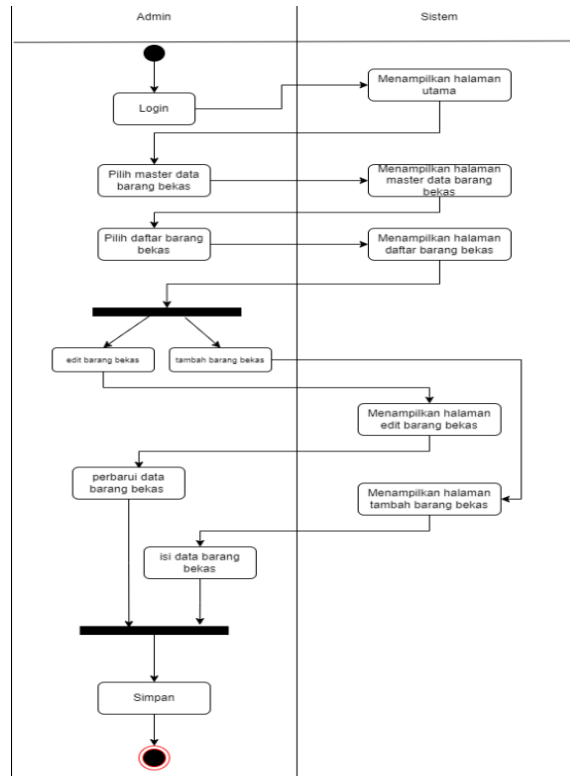 Admin
Sistem
Login
Menampilkan halaman
utama
Pilih master data
barang bekas
Menampilkan halaman
master data barang
bekas
Pilih daftar barang
bekas
Menampilkan halaman
daftar barang bekas
edit barang bekas
tambah barang bekas
Menampilkan halaman
edit barang bekas
perbarui data
barang bekas
Menampilkan halaman
tambah barang bekas
isi data barang
bekas
Simpan